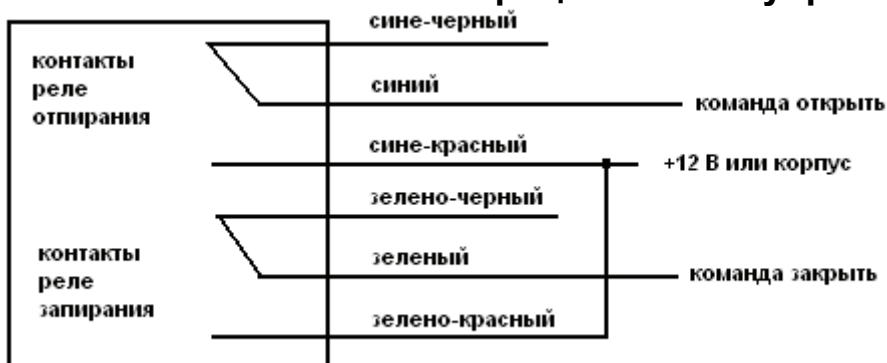 сине-черный
контакты
реле
отпирания
синий
команда открыть
сине-красный
+12 В или корпус
зелено-черный
контакты
реле
запирания
зеленый
команда закрыть
зелено-красный